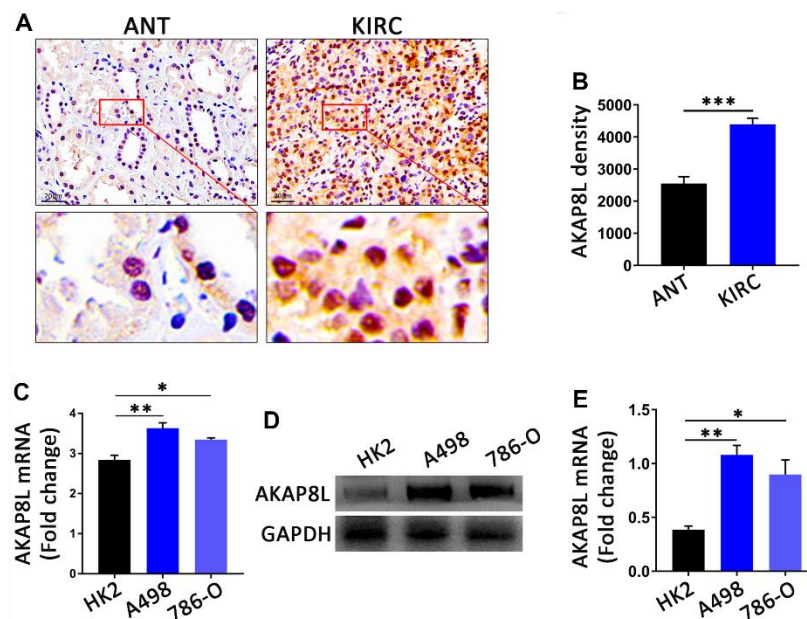 A
ANT
KIRC
B
AKAP8L density
5000
4000
3000
2000
1000
0
***
ANT
KIRC
C
AKAP8L mRNA
(Fold change)
4
3
2
1
0
*
**
HK2
A498
786-O
D
HK2
A498
786-O
AKAP8L
GAPDH
E
AKAP8L mRNA
(Fold change)
1.5
1.0
0.5
0.0
*
**
HK2
A498
786-O